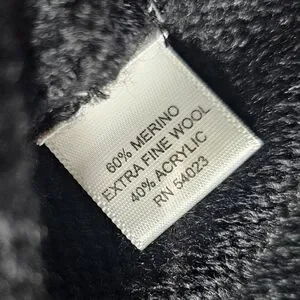 60% MERINO
EXTRA FINE WOOL
40% ACRYLIC
RN 54023